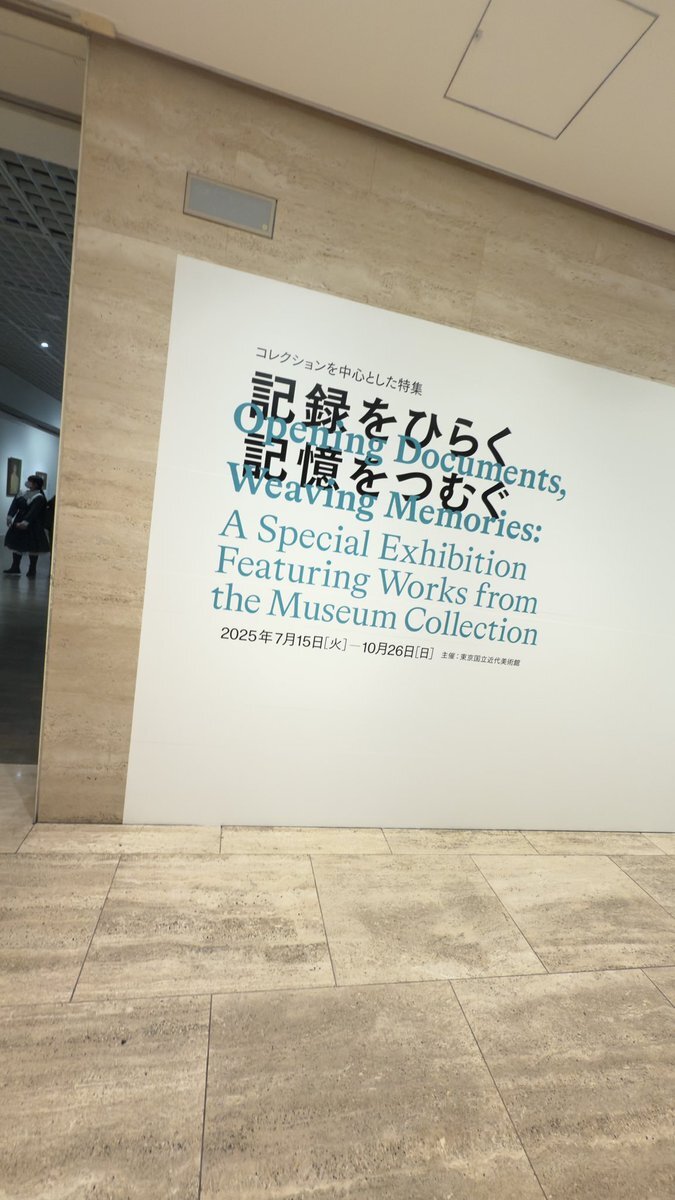 コレクションを中心とした特集
記録をひらく
記憶をつむぐ
Opening Documents,
Weaving Memories:
A Special Exhibition
Featuring Works from
the Museum Collection
2025年7月15日[火]—10月26日[日] 主催：東京国立近代美術館